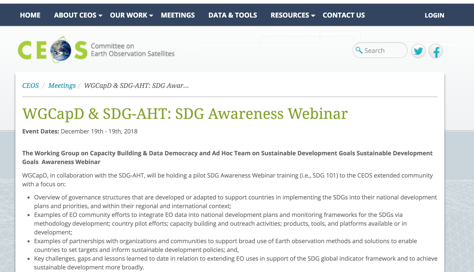 HOME ABOUT CEOS OUR WORK MEETINGS DATA & TOOLS RESOURCES CONTACT US LOGIN
CEOS Committee on
Earth Observation Satellites
Search
CEOS / Meetings / WGCapD & SDG-AHT: SDG Awar...
WGCapD & SDG-AHT: SDG Awareness Webinar
Event Dates: December 19th - 19th, 2018
The Working Group on Capacity Building & Data Democracy and Ad Hoc Team on Sustainable Development Goals Sustainable Development
Goals Awareness Webinar
WGCapD, in collaboration with the SDG-AHT, will be holding a pilot SDG Awareness Webinar training (i.e., SDG 101) to the CEOS extended community
with a focus on:
• Overview of governance structures that are developed or adapted to support countries in implementing the SDGs into their national development
plans and priorities, and within their regional and international context;
• Examples of EO community efforts to integrate EO data into national development plans and monitoring frameworks for the SDGs via
methodology development; country pilot efforts; capacity building and outreach activities; products, tools, and platforms available or in
development;
• Examples of partnerships with organizations and communities to support broad use of Earth observation methods and solutions to enable
countries to set targets and inform sustainable development policies; and,
• Key challenges, gaps and lessons learned to date in relation to extending EO uses in support of the SDG global indicator framework and to achieve
sustainable development more broadly.